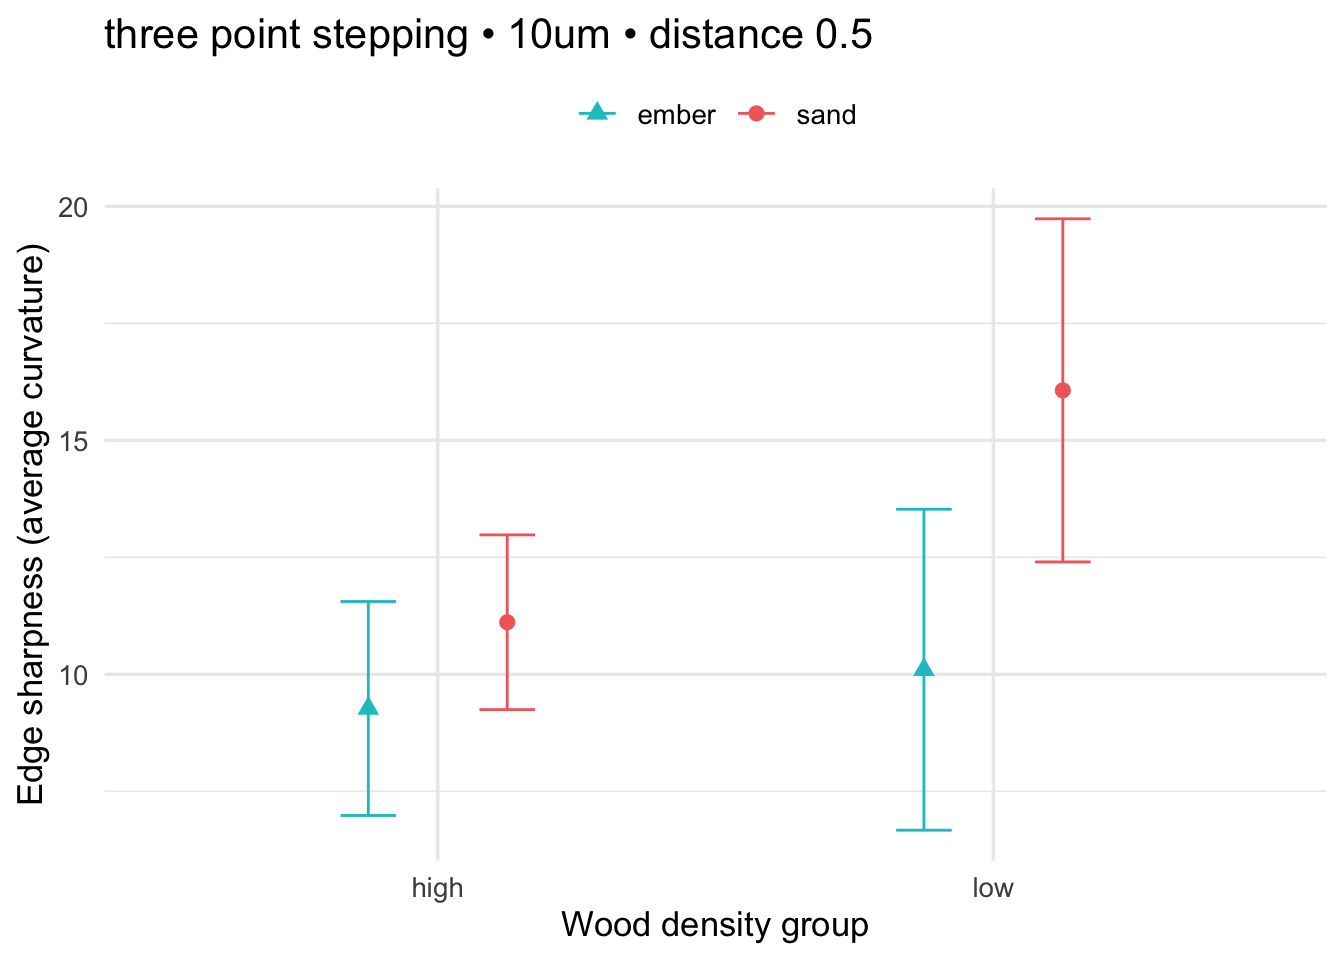 three point stepping • 10um • distance 0.5
ember sand
20
15
10
Edge sharpness (average curvature)
high low
Wood density group